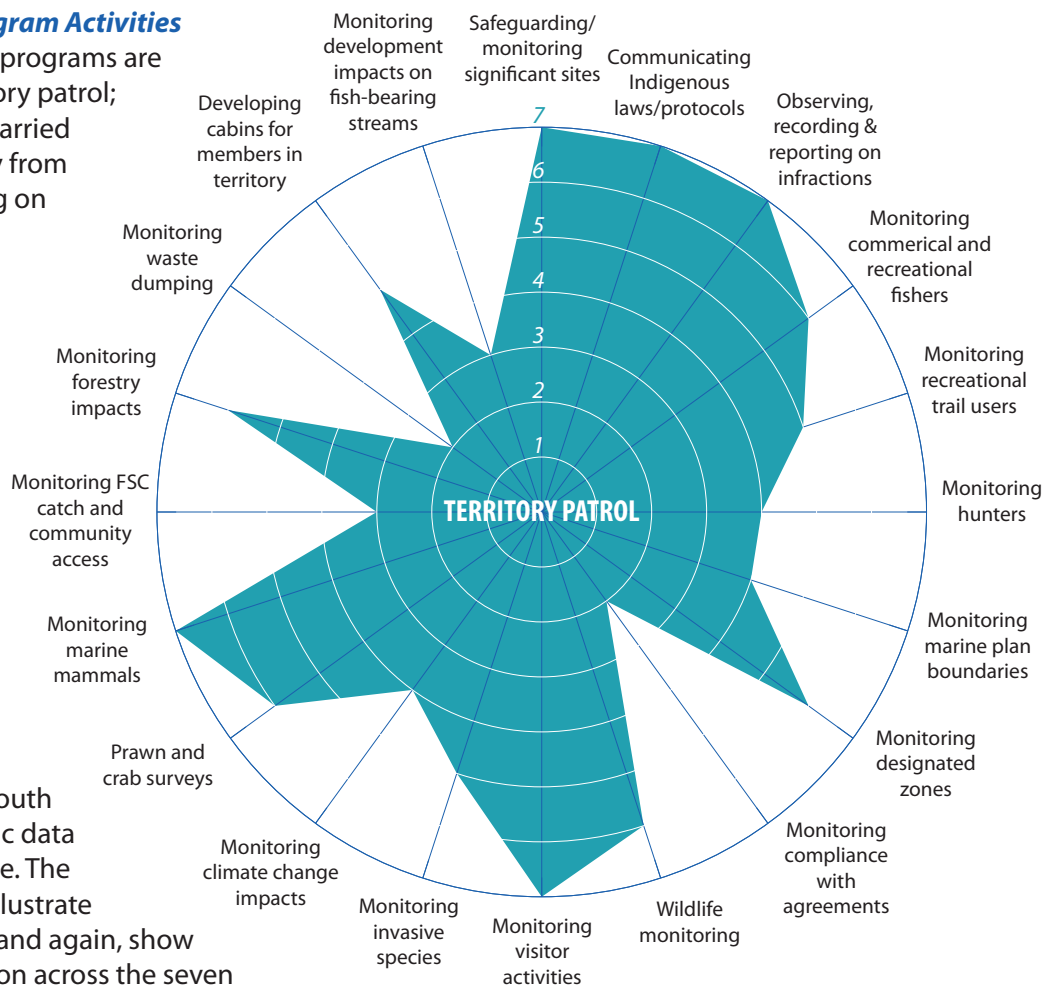 gram Activities
programs are
ory patrol;
arried
y from
g on
Monitoring
development
impacts on
fish-bearing
streams
Safeguarding/
monitoring
significant sites
Communicating
Indigenous
laws/protocols
Observing,
recording &
reporting on
infractions
Monitoring
commerical and
recreational
fishers
Monitoring
recreational
trail users
Monitoring
hunters
Monitoring
marine plan
boundaries
Monitoring
designated
zones
Monitoring
compliance
with
agreements
Wildlife
monitoring
Monitoring
visitor
activities
Monitoring
invasive
species
Monitoring
climate change
impacts
Prawn and
crab surveys
Monitoring
marine
mammals
Monitoring FSC
catch and
community
access
Monitoring
forestry
impacts
Monitoring
waste
dumping
Developing
cabins for
members in
territory
7
6
5
4
3
2
1
TERRITORY PATROL
outh
ic data
e. The
llustrate
and again, show
on across the seven